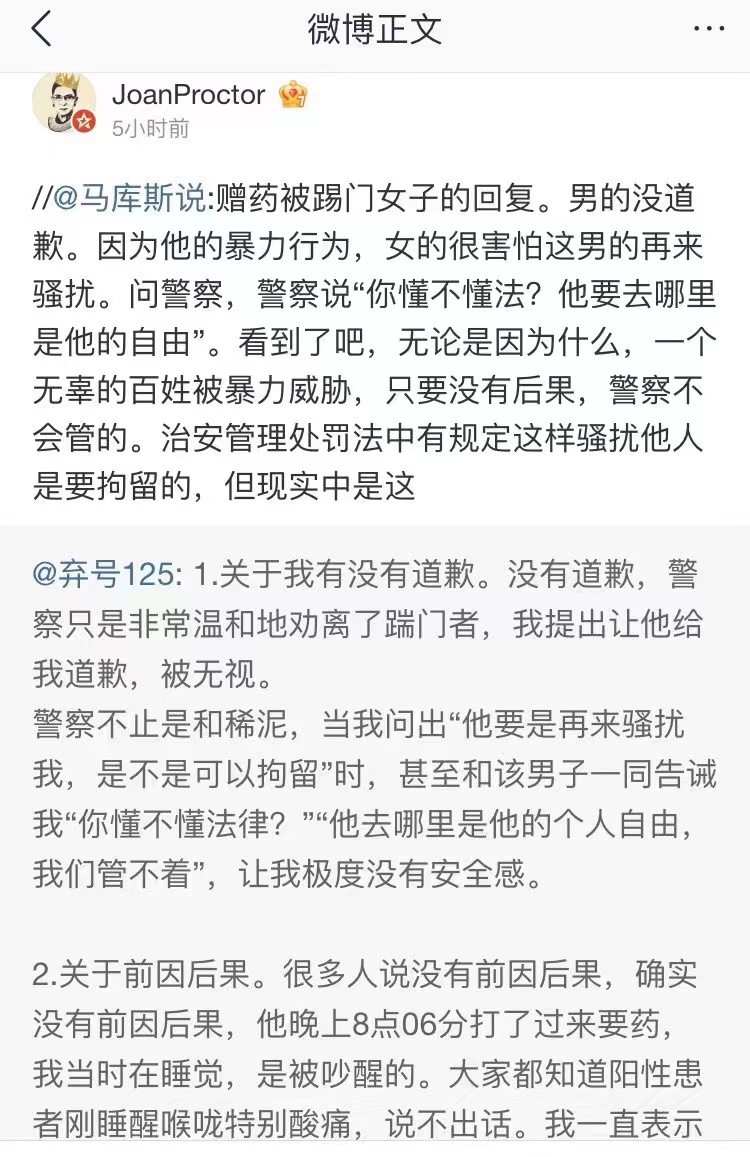 微博正文
JoanProctor
5小时前
//@马库斯说:赠药被踢门女子的回复。男的没道
歉。因为他的暴力行为，女的很害怕这男的再来
骚扰。问警察，警察说“你懂不懂法？他要去哪里
是他的自由”。看到了吧，无论是因为什么，一个
无辜的百姓被暴力威胁，只要没有后果，警察不
会管的。治安管理处罚法中有规定这样骚扰他人
是要拘留的，但现实中是这
@弃号125: 1.关于我有没有道歉。没有道歉，警
察只是非常温和地劝离了踹门者，我提出让他给
我道歉，被无视。
警察不止是和稀泥，当我问出“他要是再来骚扰
我，是不是可以拘留”时，甚至和该男子一同告诫
我“你懂不懂法律？”“他去哪里是他的个人自由，
我们管不着”，让我极度没有安全感。
2.关于前因后果。很多人说没有前因后果，确实
没有前因后果，他晚上8点06分打了过来要药，
我当时在睡觉，是被吵醒的。大家都知道阳性患
者刚睡醒喉咙特别酸痛，说不出话。我一直表示